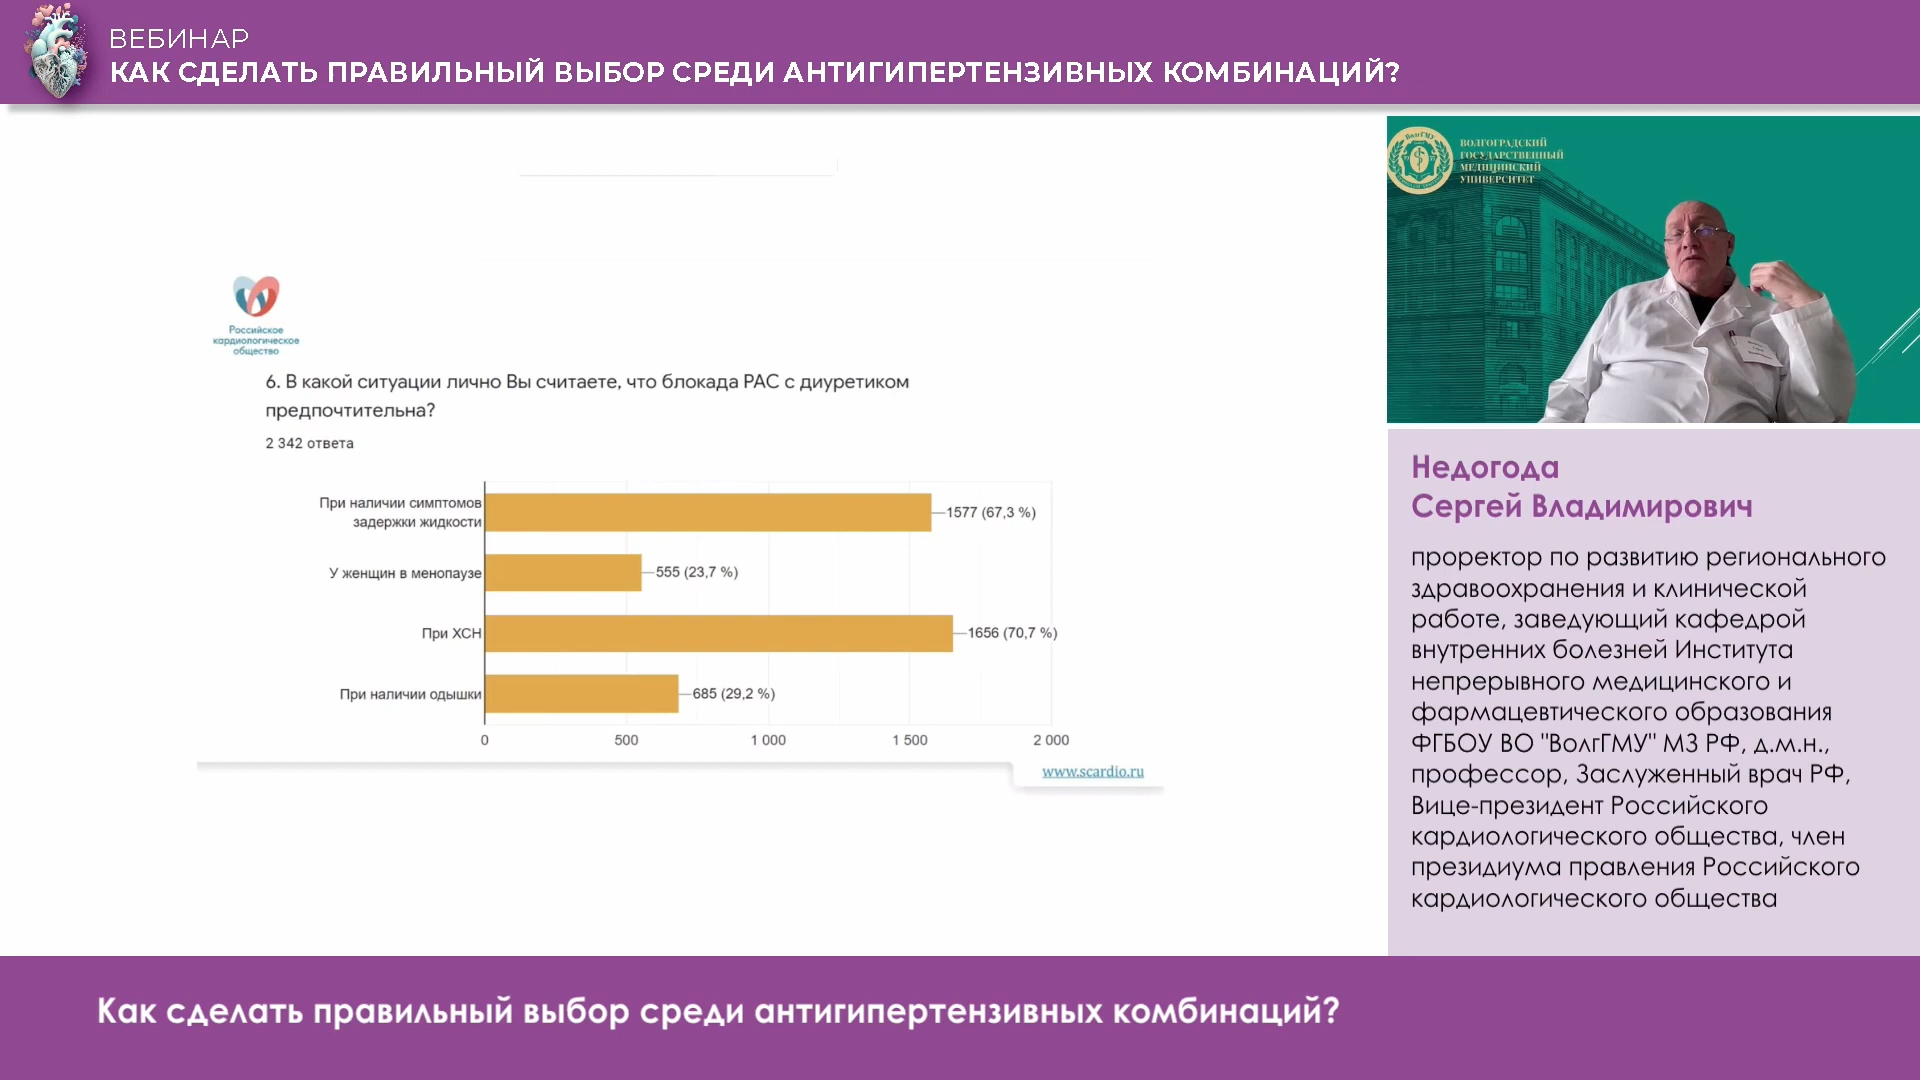 ВЕБИНАР
КАК СДЕЛАТЬ ПРАВИЛЬНЫЙ ВЫБОР СРЕДИ АНТИГИПЕРТЕНЗИВНЫХ КОМБИНАЦИЙ?
ВолгГМУ
ВОЛГОГРАДСКИЙ
ГОСУДАРСТВЕННЫЙ
МЕДИЦИНСКИЙ
УНИВЕРСИТЕТ
Российское
кардиологическое
общество
6. В какой ситуации лично Вы считаете, что блокада РАС с диуретиком
предпочтительна?
2 342 ответа
При наличии симптомов
задержки жидкости
1577 (67,3 %)
У женщин в менопаузе
555 (23,7 %)
При ХСН
1656 (70,7 %)
При наличии одышки
685 (29,2 %)
0 500 1 000 1 500 2 000
www.scardio.ru
Недогода
Сергей Владимирович
проректор по развитию регионального
здравоохранения и клинической
работе, заведующий кафедрой
внутренних болезней Института
непрерывного медицинского и
фармацевтического образования
ФГБОУ ВО "ВолгГМУ" МЗ РФ, д.м.н.,
профессор, Заслуженный врач РФ,
Вице-президент Российского
кардиологического общества, член
президиума правления Российского
кардиологического общества
Как сделать правильный выбор среди антигипертензивных комбинаций?